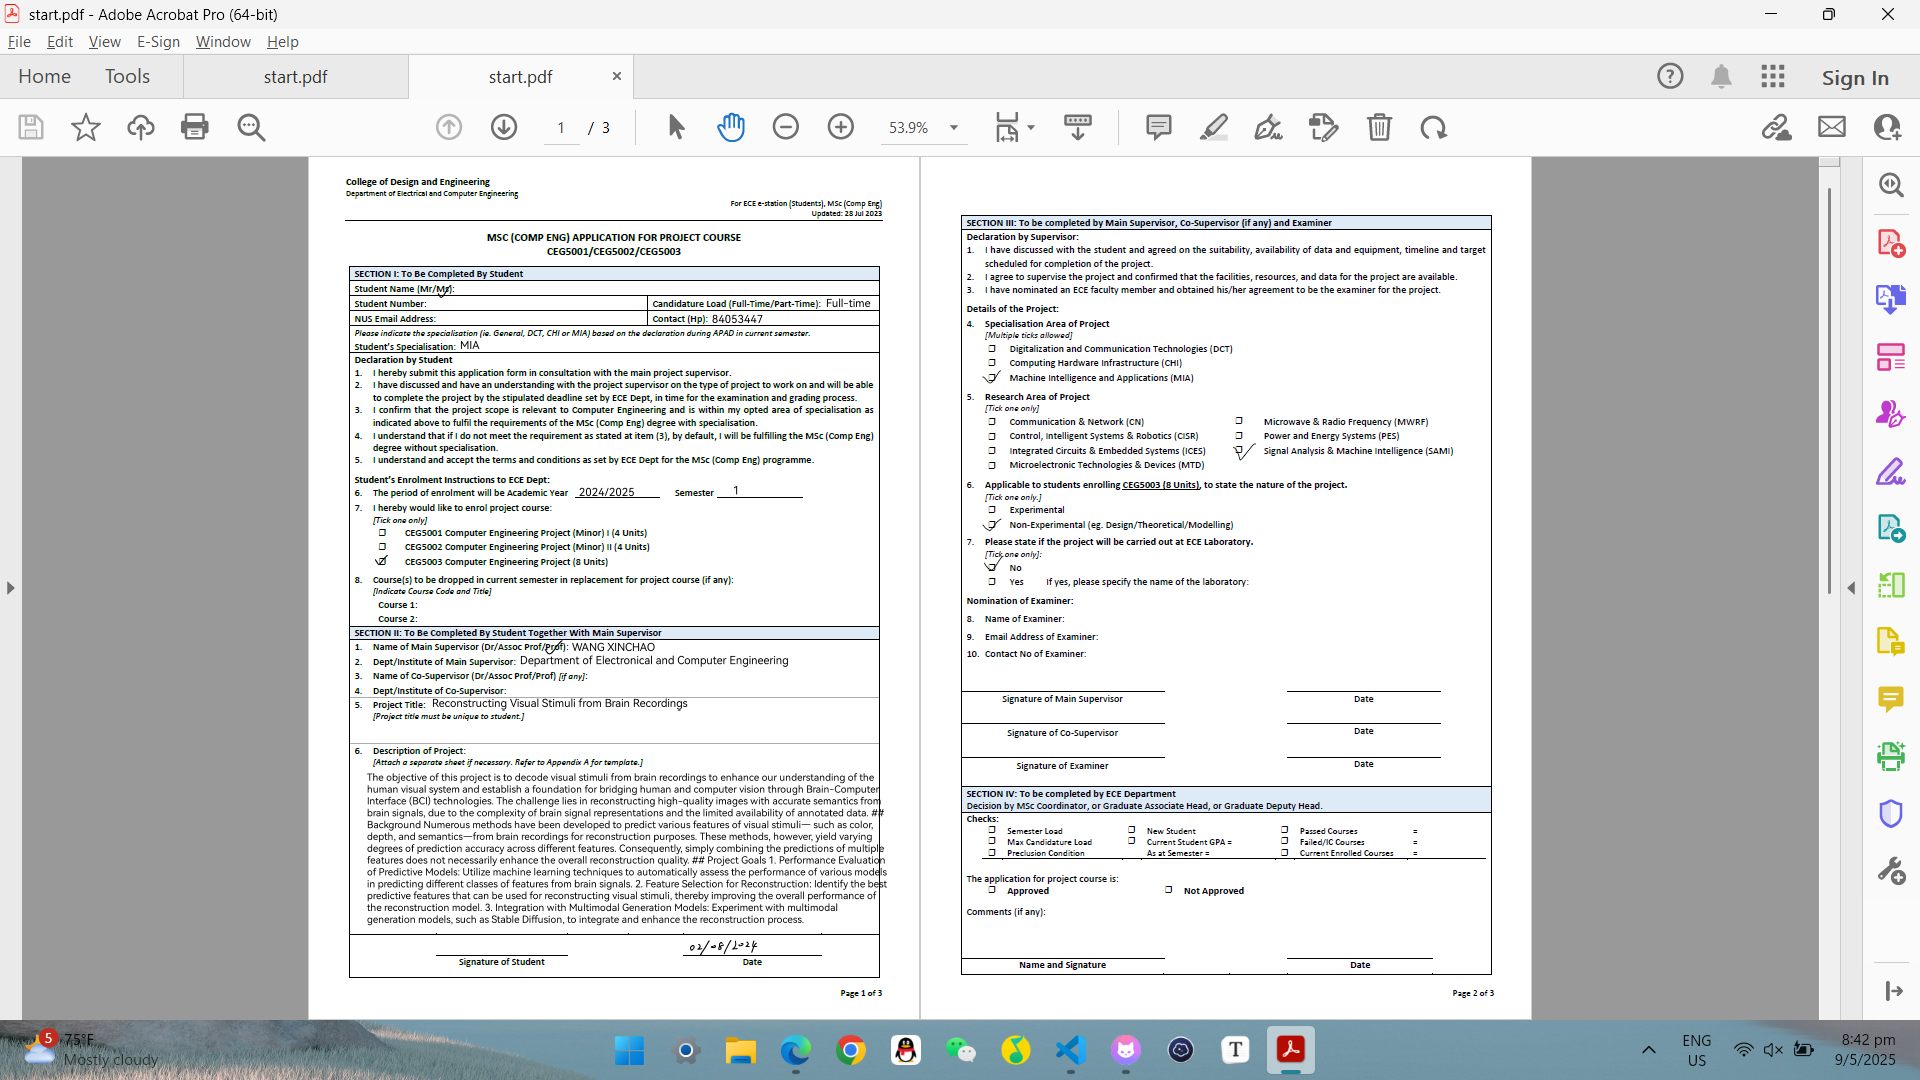 start.pdf - Adobe Acrobat Pro (64-bit)
File Edit View E-Sign Window Help
Home Tools start.pdf start.pdf Sign In
1 / 3 53.9%
College of Design and Engineering
Department of Electrical and Computer Engineering
For ECE e-station (Students), MSc (Comp Eng)
Updated: 28 Jul 2023
MSC (COMP ENG) APPLICATION FOR PROJECT COURSE
CEG5001/CEG5002/CEG5003
SECTION I: To Be Completed By Student
Student Name (Mr/Ms):
Student Number:
Candidature Load (Full-Time/Part-Time): Full-time
NUS Email Address:
Contact (Hp): 84053447
Please indicate the specialisation (ie. General, DCT, CHI or MIA) based on the declaration during APAD in current semester.
Student's Specialisation: MIA
Declaration by Student
1. I hereby submit this application form in consultation with the main project supervisor.
2. I have discussed and have an understanding with the project supervisor on the type of project to work on and will be able
to complete the project by the stipulated deadline set by ECE Dept, in time for the examination and grading process.
3. I confirm that the project scope is relevant to Computer Engineering and is within my opted area of specialisation as
indicated above to fulfil the requirements of the MSc (Comp Eng) degree with specialisation.
4. I understand that if I do not meet the requirement as stated at item (3), by default, I will be fulfilling the MSc (Comp Eng)
degree without specialisation.
5. I understand and accept the terms and conditions as set by ECE Dept for the MSc (Comp Eng) programme.
Student's Enrolment Instructions to ECE Dept:
6. The period of enrolment will be Academic Year 2024/2025 Semester 1
7. I hereby would like to enrol project course:
[Tick one only]
CEG5001 Computer Engineering Project (Minor) I (4 Units)
CEG5002 Computer Engineering Project (Minor) II (4 Units)
CEG5003 Computer Engineering Project (8 Units)
8. Course(s) to be dropped in current semester in replacement for project course (if any):
[Indicate Course Code and Title]
Course 1:
Course 2:
SECTION II: To Be Completed By Student Together With Main Supervisor
1. Name of Main Supervisor (Dr/Assoc Prof/Prof): WANG XINCHAO
2. Dept/Institute of Main Supervisor: Department of Electronical and Computer Engineering
3. Name of Co-Supervisor (Dr/Assoc Prof/Prof) [if any]:
4. Dept/Institute of Co-Supervisor:
5. Project Title: Reconstructing Visual Stimuli from Brain Recordings
[Project title must be unique to student.]
6. Description of Project:
[Attach a separate sheet if necessary. Refer to Appendix A for template.]
The objective of this project is to decode visual stimuli from brain recordings to enhance our understanding of the
human visual system and establish a foundation for bridging human and computer vision through Brain-Computer
Interface (BCI) technologies. The challenge lies in reconstructing high-quality images with accurate semantics from
brain signals, due to the complexity of brain signal representations and the limited availability of annotated data. ##
Background Numerous methods have been developed to predict various features of visual stimuli— such as color,
depth, and semantics—from brain recordings for reconstruction purposes. These methods, however, yield varying
degrees of prediction accuracy across different features. Consequently, simply combining the predictions of multiple
features does not necessarily enhance the overall reconstruction quality. ## Project Goals 1. Performance Evaluation
of Predictive Models: Utilize machine learning techniques to automatically assess the performance of various models
in predicting different classes of features from brain signals. 2. Feature Selection for Reconstruction: Identify the best
predictive features that can be used for reconstructing visual stimuli, thereby improving the overall performance of
the reconstruction model. 3. Integration with Multimodal Generation Models: Experiment with multimodal
generation models, such as Stable Diffusion, to integrate and enhance the reconstruction process.
02/08/2024
Signature of Student Date
Page 1 of 3
SECTION III: To be completed by Main Supervisor, Co-Supervisor (if any) and Examiner
Declaration by Supervisor:
1. I have discussed with the student and agreed on the suitability, availability of data and equipment, timeline and target
scheduled for completion of the project.
2. I agree to supervise the project and confirmed that the facilities, resources, and data for the project are available.
3. I have nominated an ECE faculty member and obtained his/her agreement to be the examiner for the project.
Details of the Project:
4. Specialisation Area of Project
[Multiple ticks allowed]
Digitalization and Communication Technologies (DCT)
Computing Hardware Infrastructure (CHI)
Machine Intelligence and Applications (MIA)
5. Research Area of Project
[Tick one only]
Communication & Network (CN) Microwave & Radio Frequency (MWRF)
Control, Intelligent Systems & Robotics (CISR) Power and Energy Systems (PES)
Integrated Circuits & Embedded Systems (ICES) Signal Analysis & Machine Intelligence (SAMI)
Microelectronic Technologies & Devices (MTD)
6. Applicable to students enrolling CEG5003 (8 Units), to state the nature of the project.
[Tick one only.]
Experimental
Non-Experimental (eg. Design/Theoretical/Modelling)
7. Please state if the project will be carried out at ECE Laboratory.
[Tick one only]:
No
Yes If yes, please specify the name of the laboratory:
Nomination of Examiner:
8. Name of Examiner:
9. Email Address of Examiner:
10. Contact No of Examiner:
Signature of Main Supervisor Date
Signature of Co-Supervisor Date
Signature of Examiner Date
SECTION IV: To be completed by ECE Department
Decision by MSc Coordinator, or Graduate Associate Head, or Graduate Deputy Head.
Checks:
Semester Load New Student Passed Courses =
Max Candidature Load Current Student GPA = Failed/IC Courses =
Preclusion Condition As at Semester = Current Enrolled Courses =
The application for project course is:
Approved Not Approved
Comments (if any):
Name and Signature Date
Page 2 of 3
5 75°F
Mostly cloudy
ENG
US
8:42 pm
9/5/2025